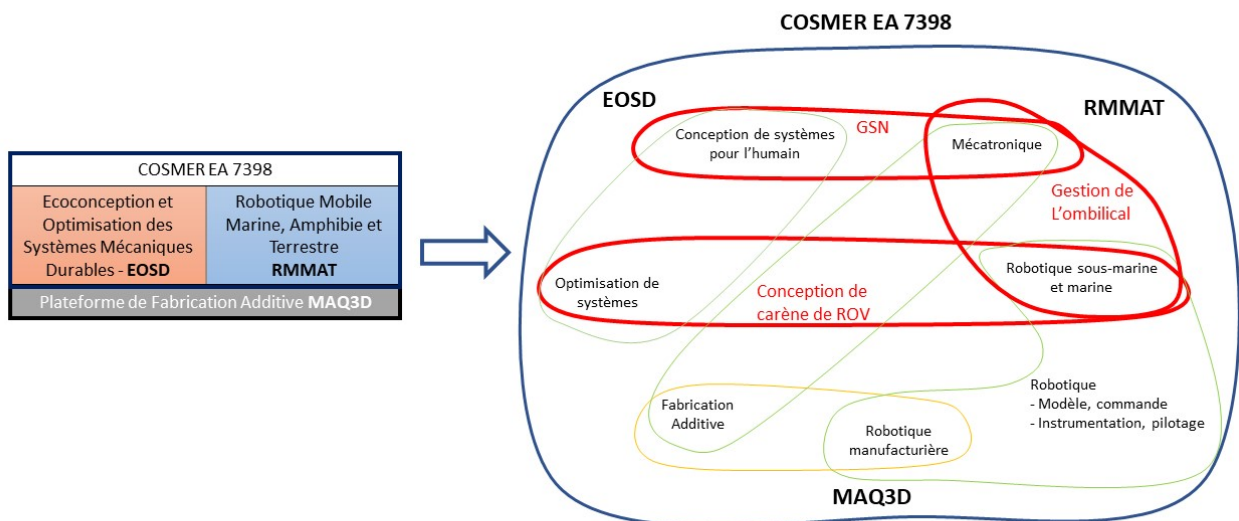 COSMER EA 7398
Ecoconception et
Optimisation des
Systèmes Mécaniques
Durables - EOSD
Robotique Mobile
Marine, Amphibie et
Terrestre
RMMAT
Plateforme de Fabrication Additive MAQ3D
COSMER EA 7398
EOSD
RMMAT
GSN
Conception de systèmes
pour l’humain
Mécatronique
Gestion de
L’ombilical
Optimisation de
systèmes
Conception de
carène de ROV
Robotique sous-marine
et marine
Fabrication
Additive
Robotique
manufacturière
Robotique
- Modèle, commande
- Instrumentation, pilotage
MAQ3D